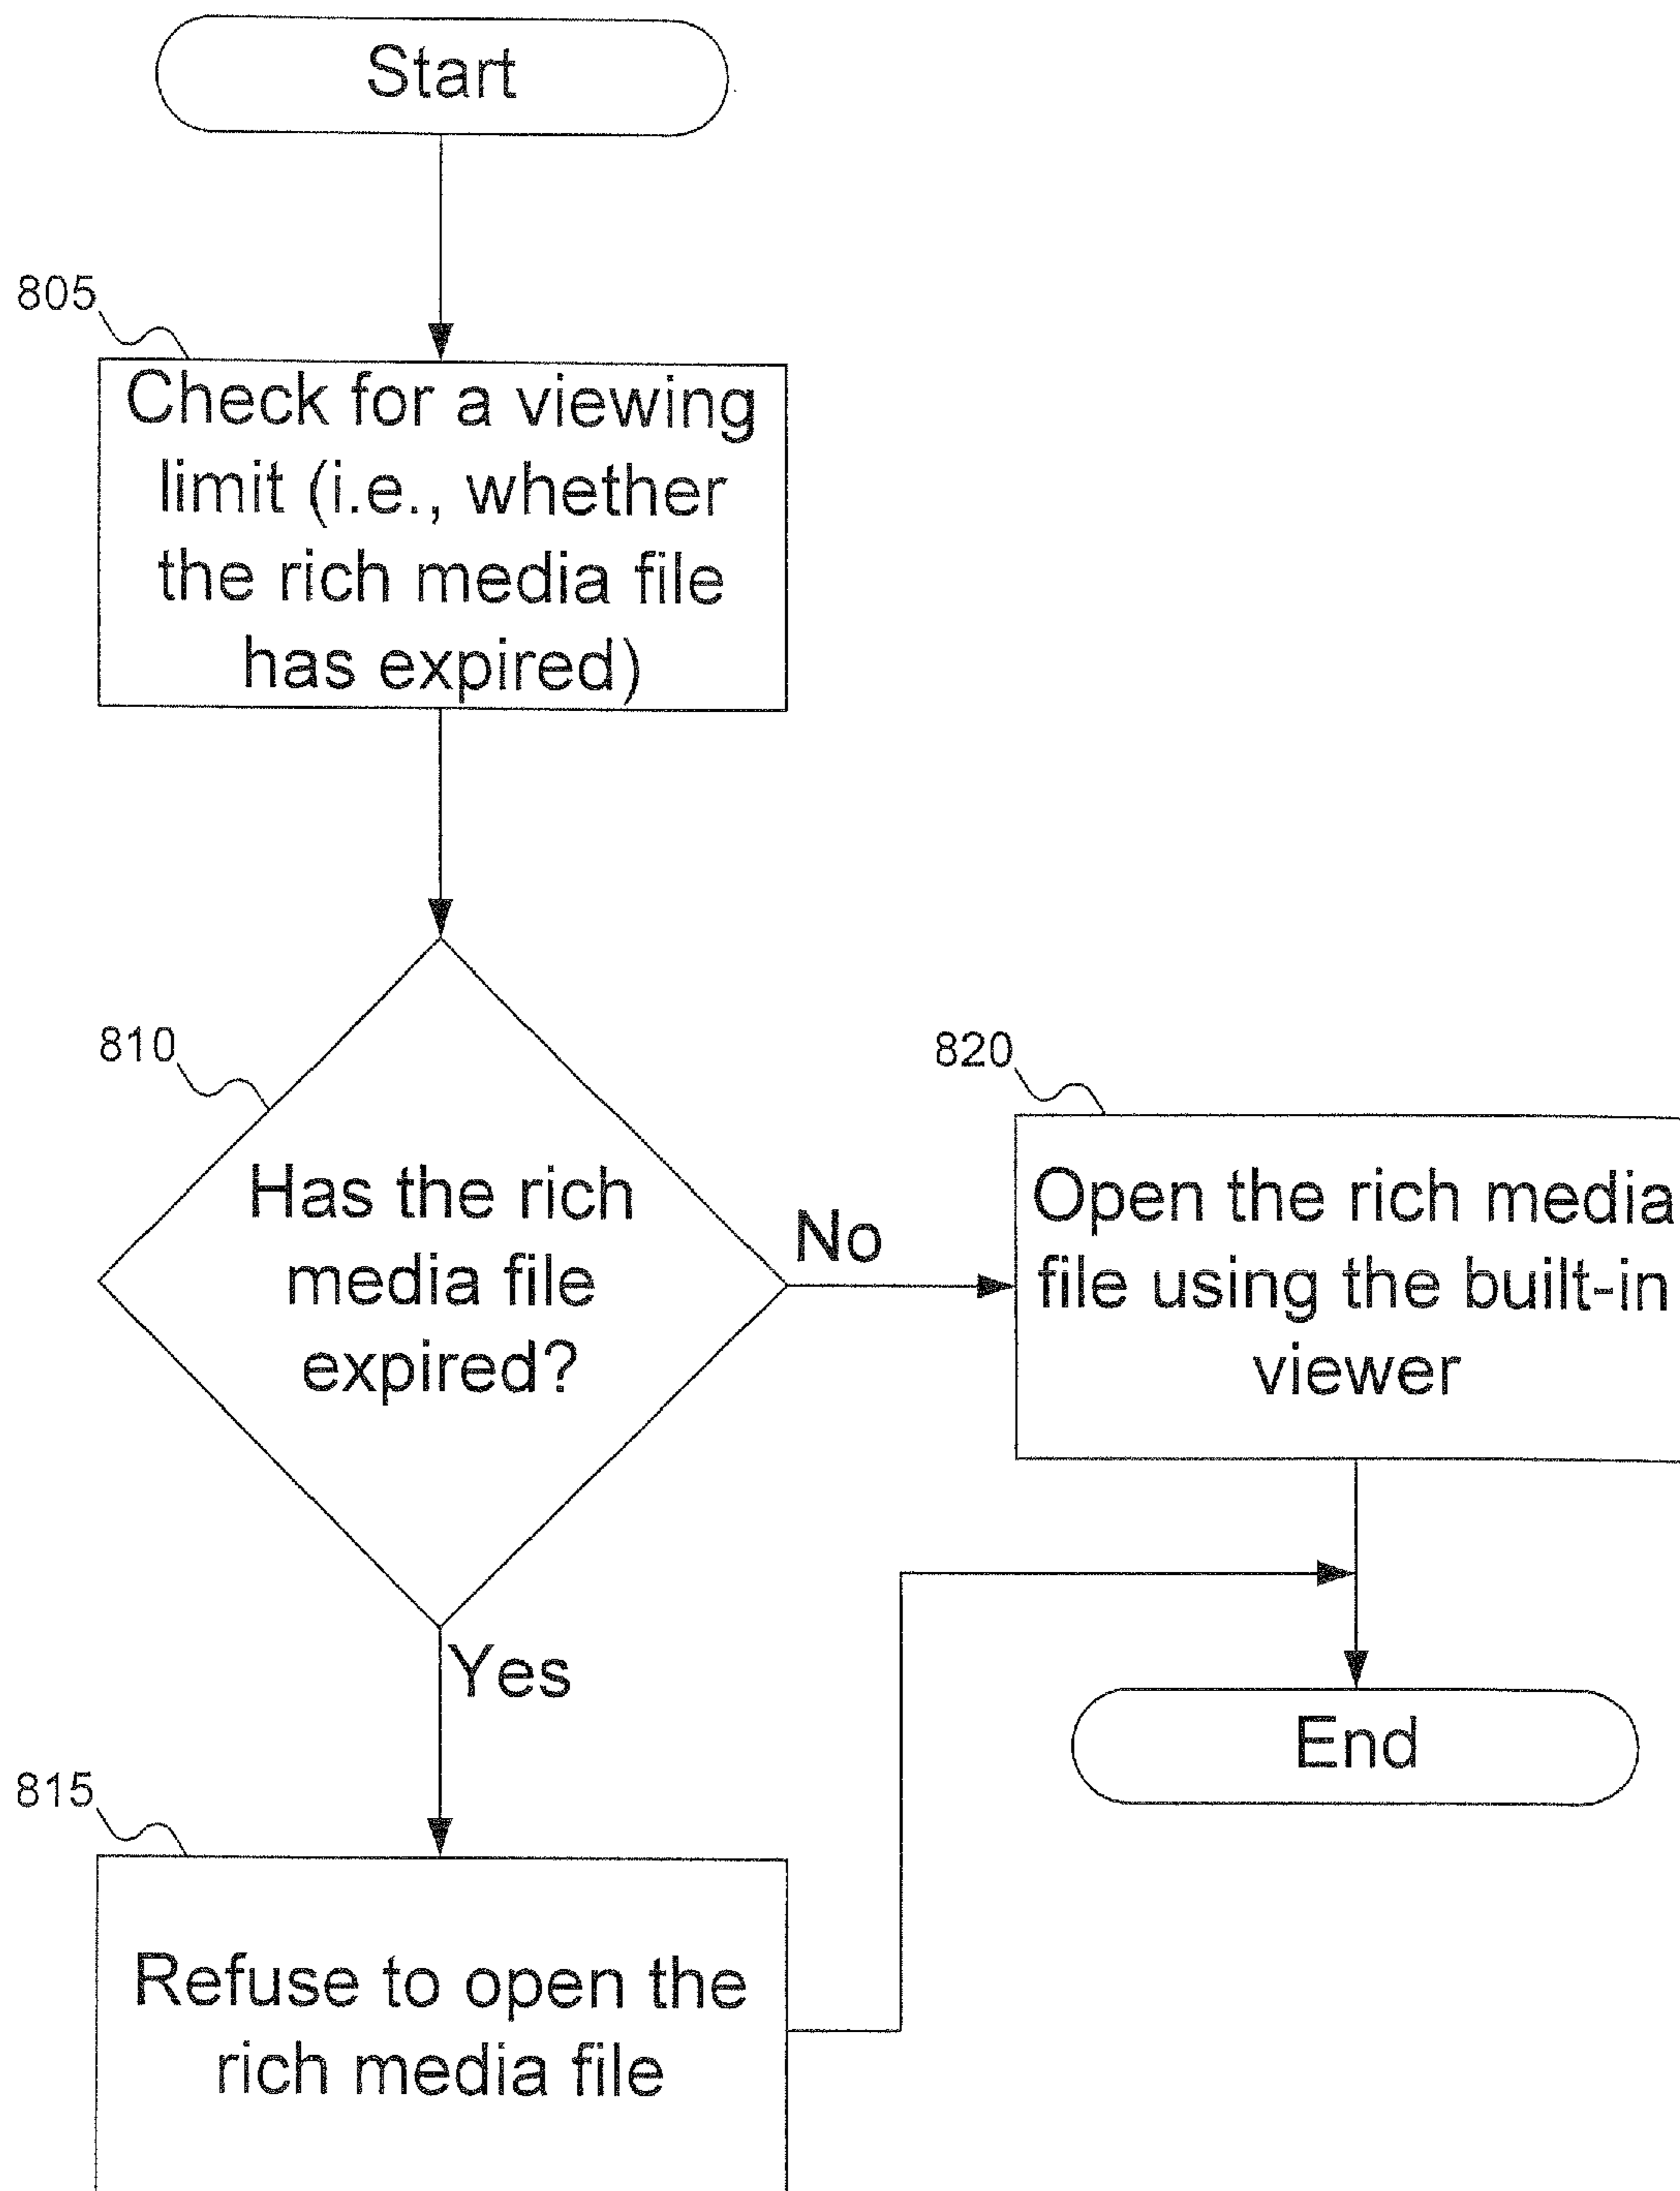 Start
805
Check for a viewing
limit (i.e., whether
the rich media file
has expired)
810
Has the rich
media file
expired?
No
820
Open the rich media
file using the built-in
viewer
Yes
End
815
Refuse to open the
rich media file